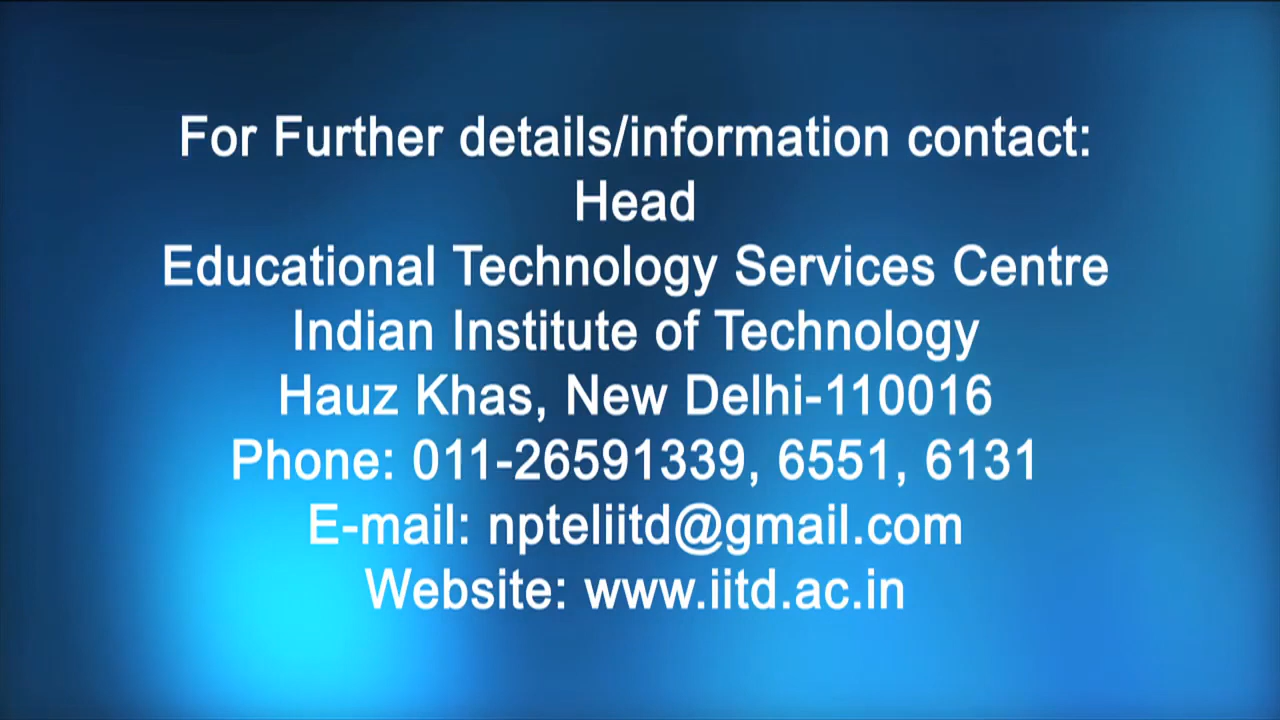 For Further details/information contact:
Head
Educational Technology Services Centre
Indian Institute of Technology
Hauz Khas, New Delhi-110016
Phone: 011-26591339, 6551, 6131
E-mail: npteliitd@gmail.com
Website: www.iitd.ac.in